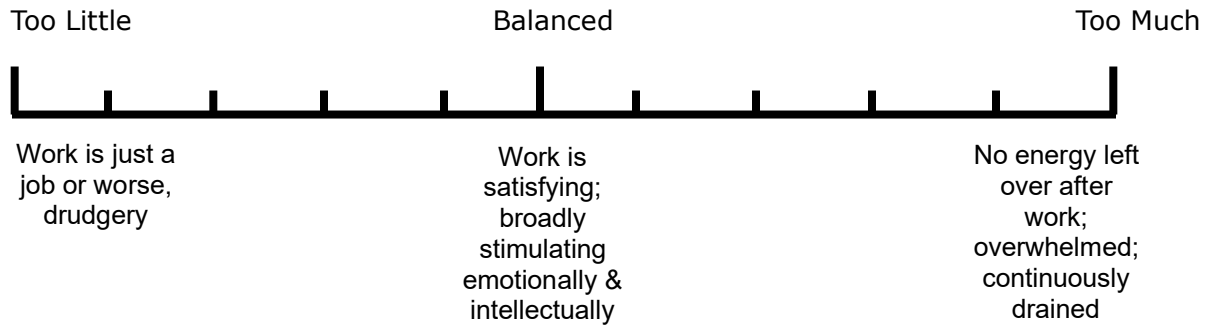 Too Little Balanced Too Much
Work is just a
job or worse,
drudgery
Work is
satisfying;
broadly
stimulating
emotionally &
intellectually
No energy left
over after
work;
overwhelmed;
continuously
drained